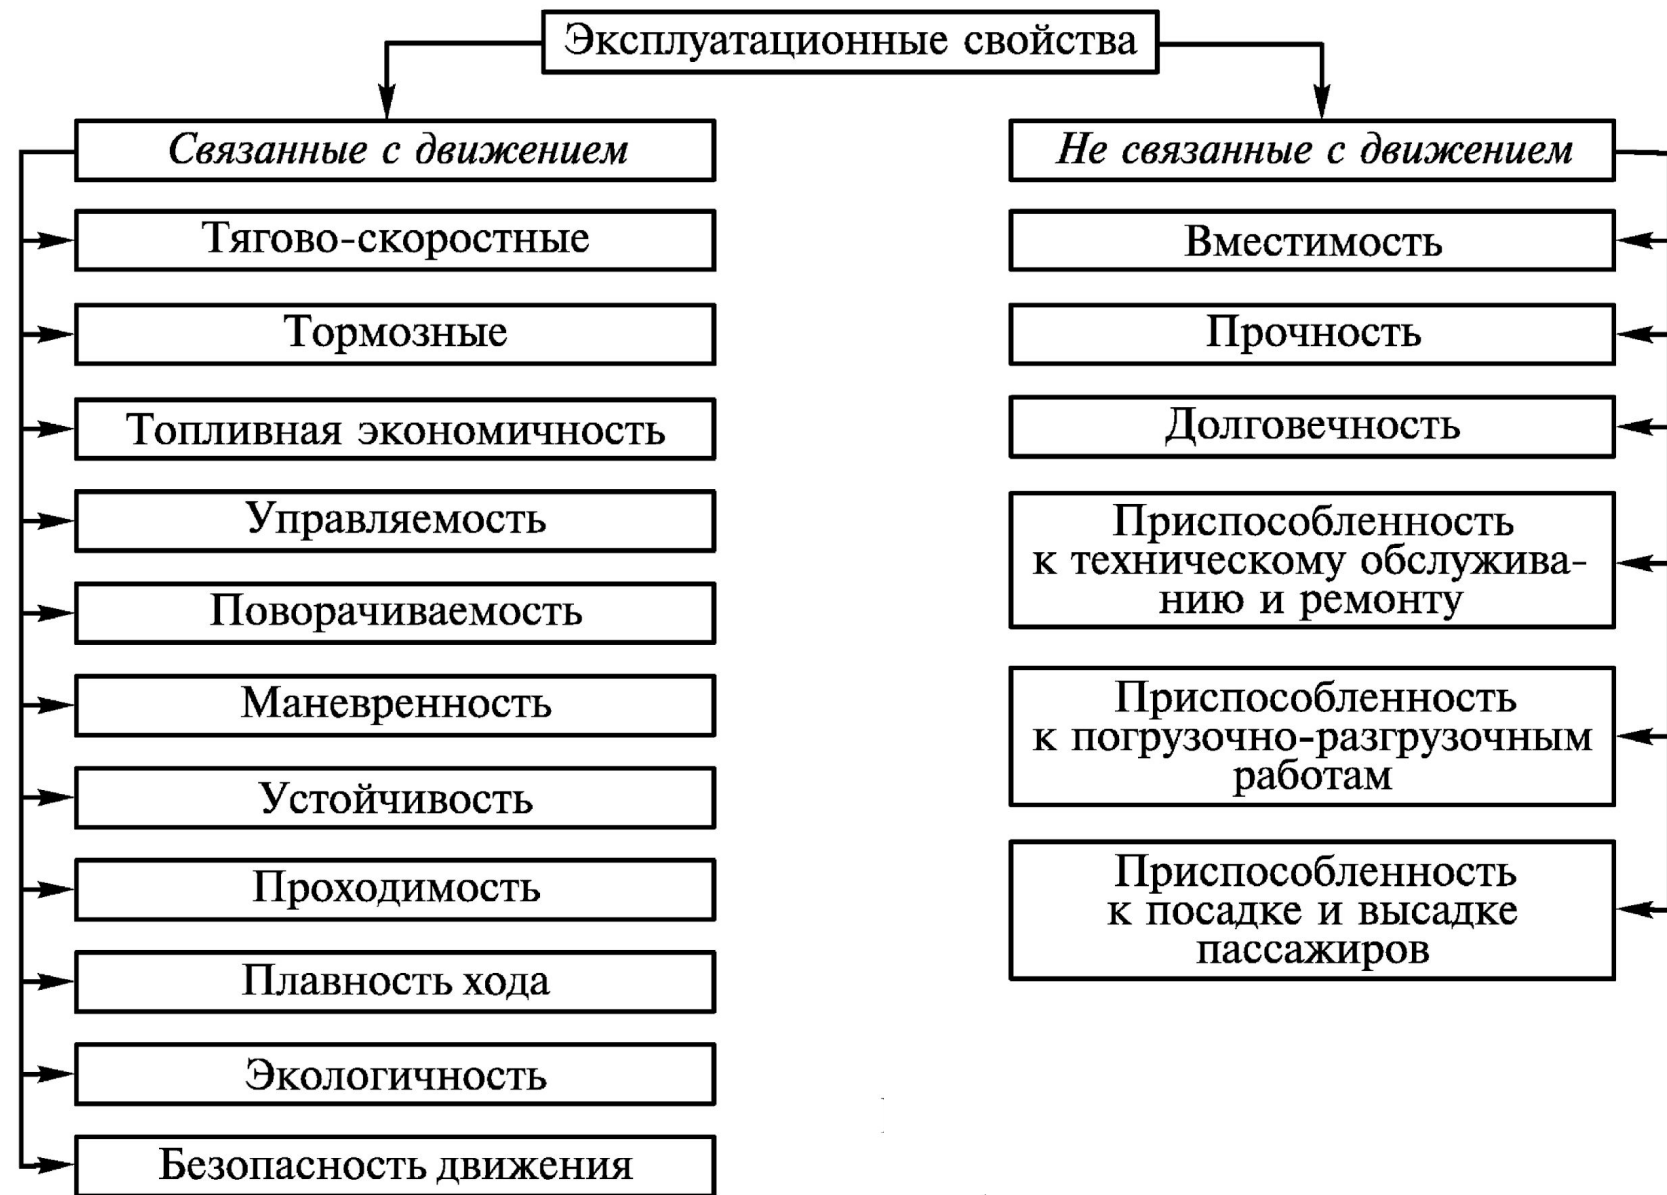 Эксплуатационные свойства
Связанные с движением
Тягово-скоростные
Тормозные
Топливная экономичность
Управляемость
Поворачиваемость
Маневренность
Устойчивость
Проходимость
Плавность хода
Экологичность
Безопасность движения
Не связанные с движением
Вместимость
Прочность
Долговечность
Приспособленность
к техническому обслужива-
нию и ремонту
Приспособленность
к погрузочно-разгрузочным
работам
Приспособленность
к посадке и высадке
пассажиров